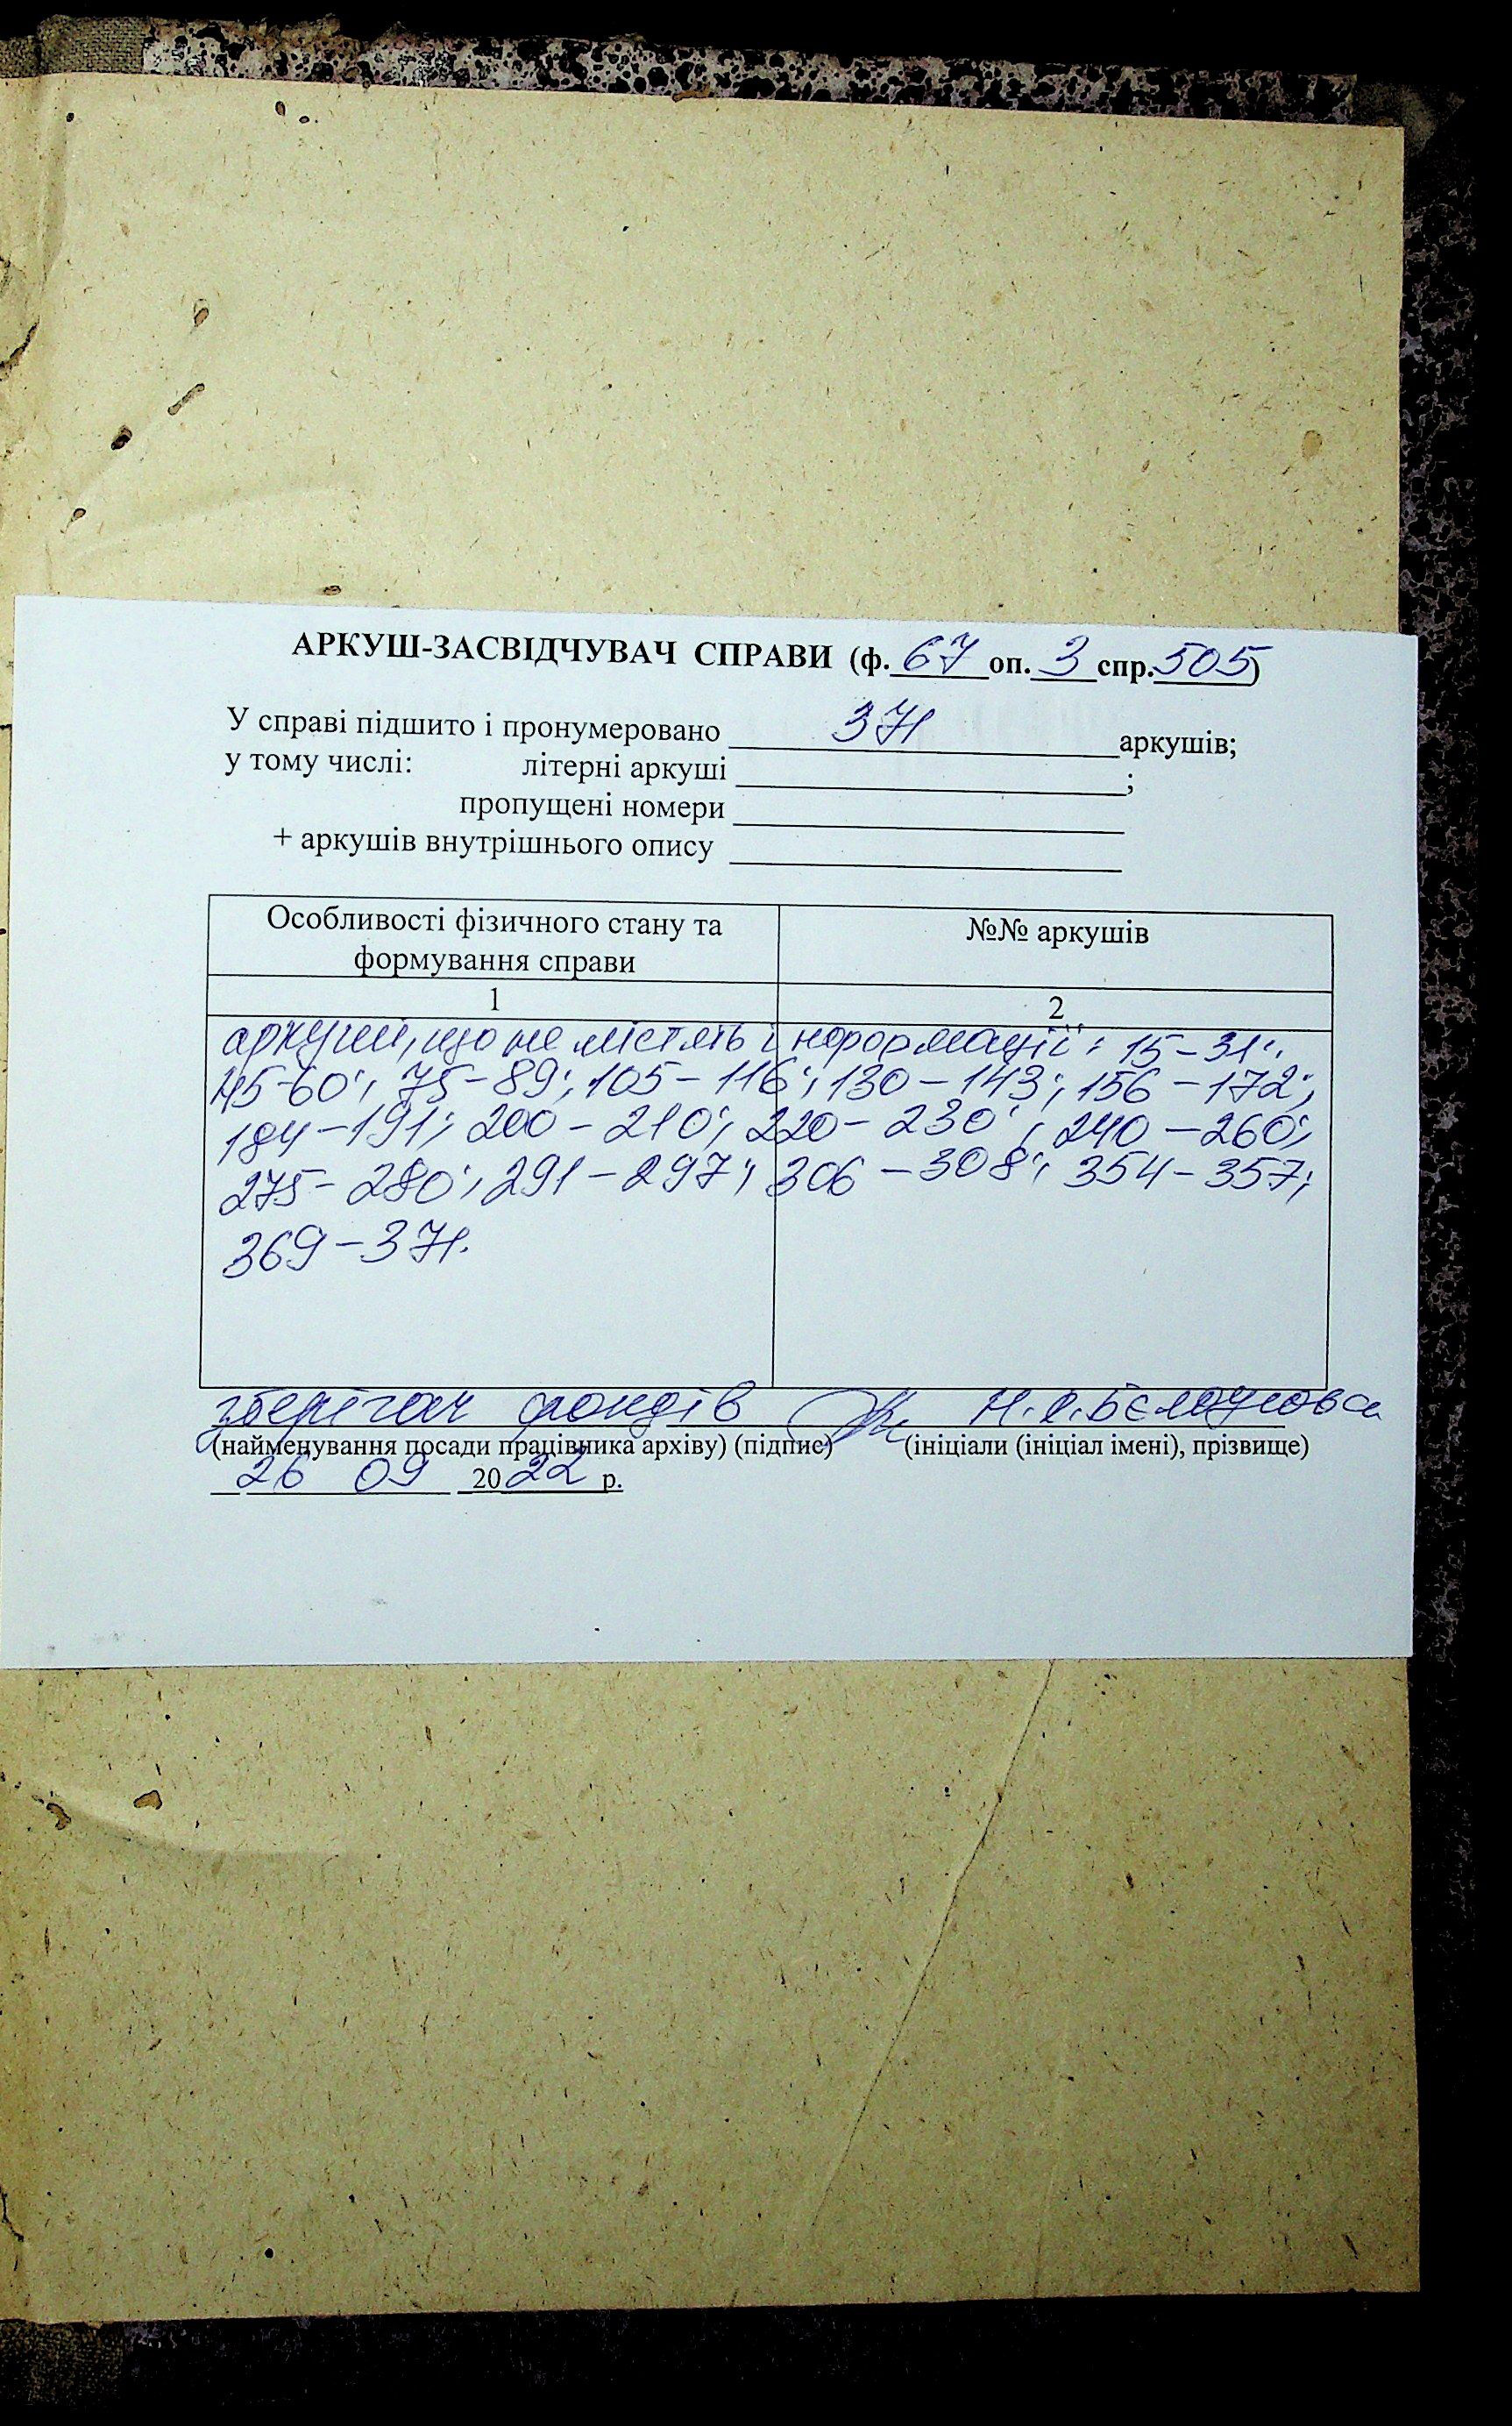 АРКУШ-ЗАСВІДЧУВАЧ СПРАВИ (ф. 67 оп. 3 спр. 505)
У справі підшито і пронумеровано 371 аркушів;
у тому числі: літерні аркуші ;
пропущені номери
+ аркушів внутрішнього опису
Особливості фізичного стану та формування справи
№№ аркушів
1
2
аркуші, що не містять інформації: 15-31;
45-60; 75-89; 105-116; 130-143; 156-172;
184-191; 200-210; 220-230; 240-260;
275-280; 291-297; 306-308; 354-357;
369-371.
зберігач фондів Н.
(найменування посади працівника архіву) (підпис) (ініціали (ініціал імені), прізвище)
26 09 2022 р.